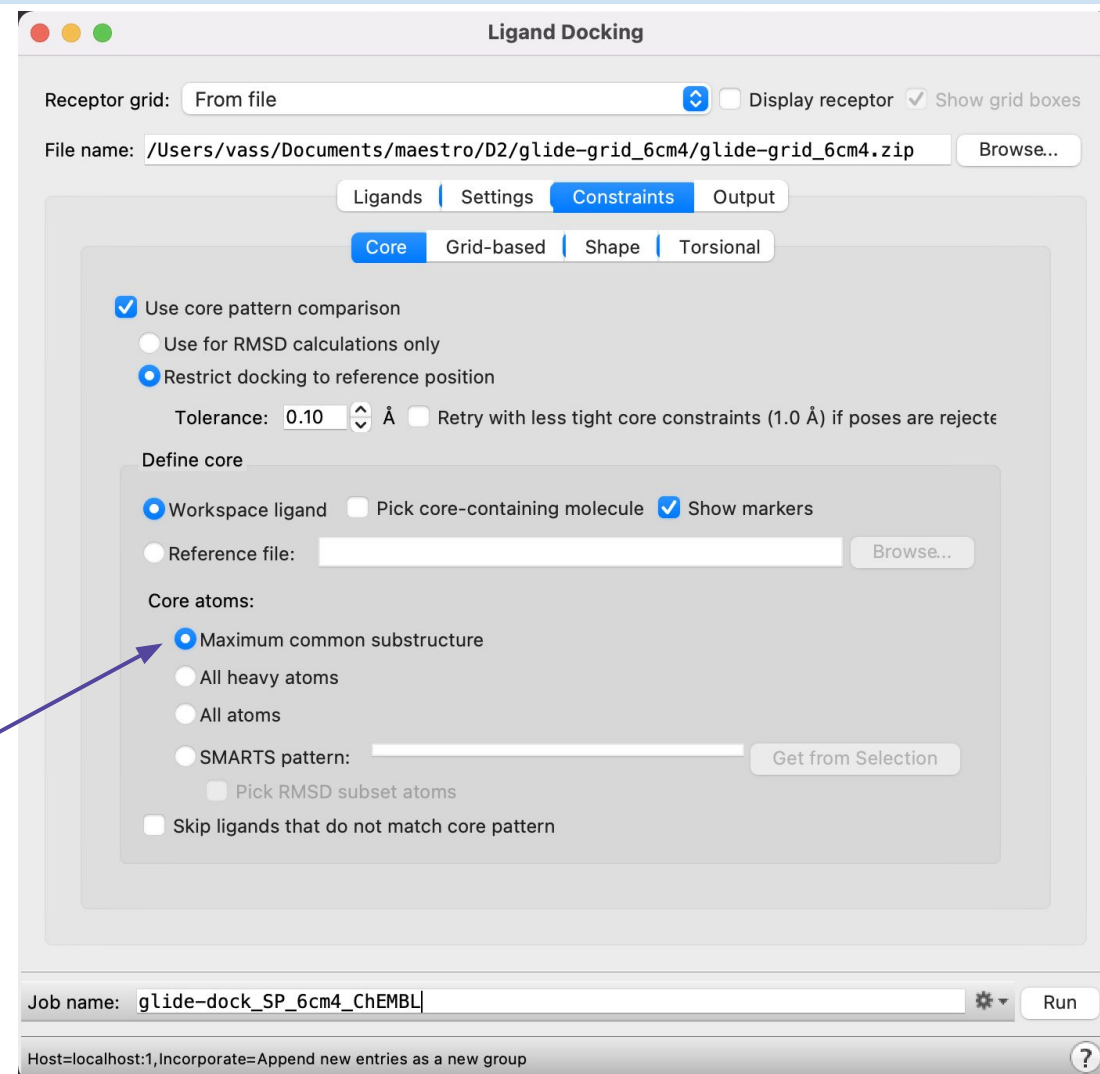 Ligand Docking
Receptor grid: From file Display receptor Show grid boxes
File name: /Users/vass/Documents/maestro/D2/glide-grid_6cm4/glide-grid_6cm4.zip Browse...
Ligands Settings Constraints Output
Core Grid-based Shape Torsional
Use core pattern comparison
Use for RMSD calculations only
Restrict docking to reference position
Tolerance: 0.10 Å Retry with less tight core constraints (1.0 Å) if poses are rejecte
Define core
Workspace ligand Pick core-containing molecule Show markers
Reference file: Browse...
Core atoms:
Maximum common substructure
All heavy atoms
All atoms
SMARTS pattern: Get from Selection
Pick RMSD subset atoms
Skip ligands that do not match core pattern
Job name: glide-dock_SP_6cm4_ChEMBL Run
Host=localhost:1,Incorporate=Append new entries as a new group ?